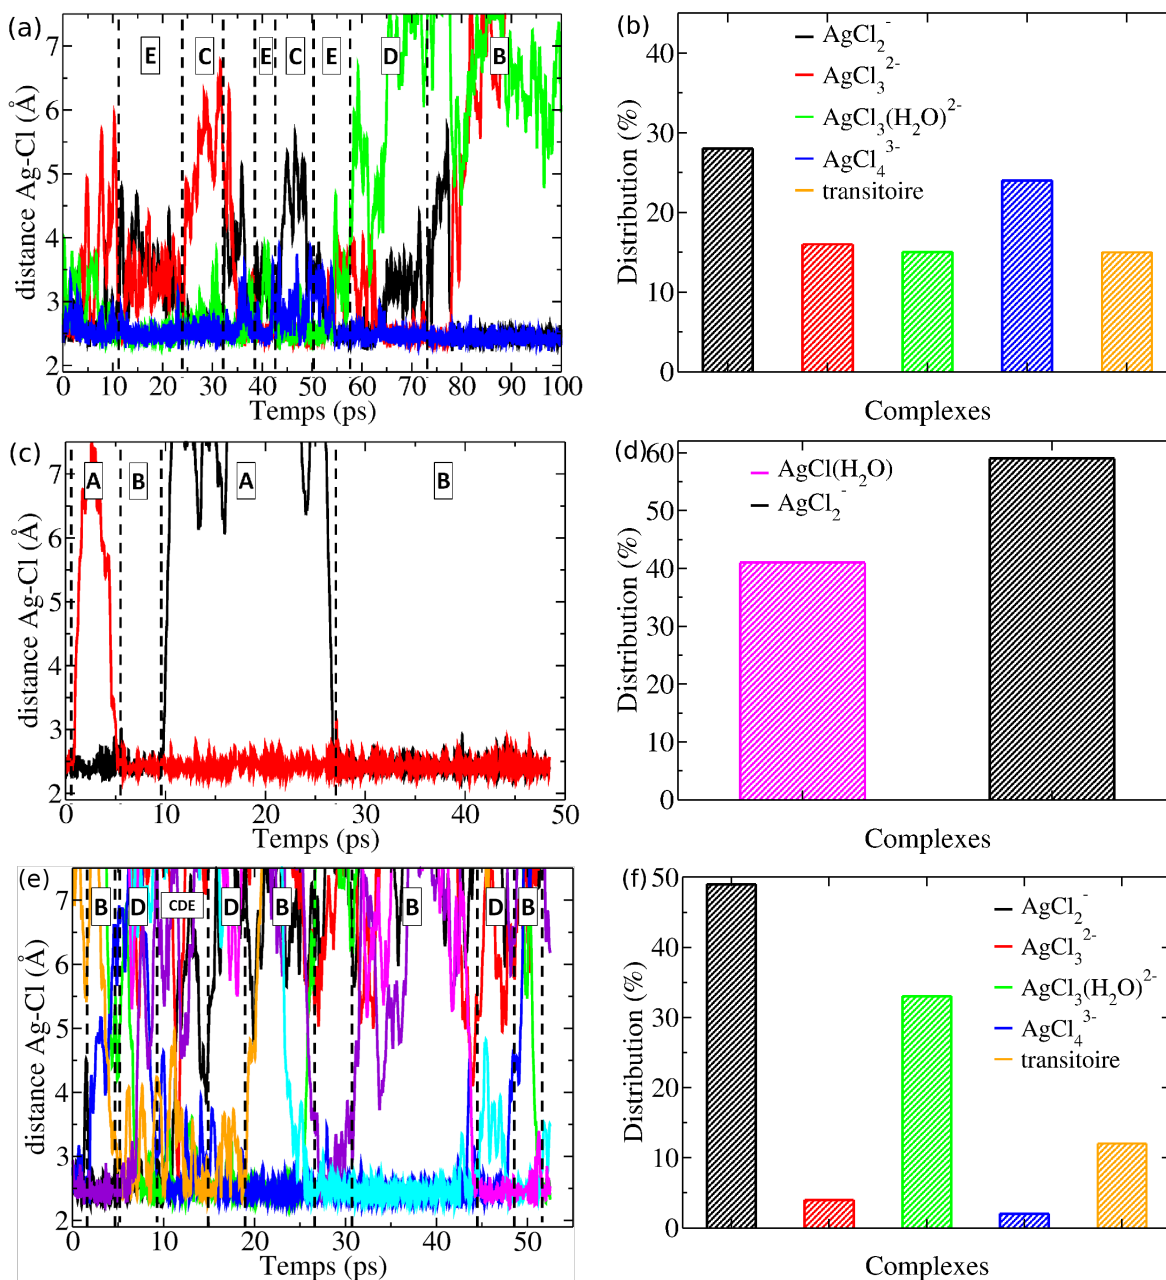 (a)
distance Ag-Cl (Å)
7
6
5
4
3
2
E
C
E
C
E
D
B
0 10 20 30 40 50 60 70 80 90 100
Temps (ps)
(b)
Distribution (%)
40
30
20
10
0
AgCl₂⁻
AgCl₃²⁻
AgCl₃(H₂O)²⁻
AgCl₄³⁻
transitoire
Complexes
(c)
distance Ag-Cl (Å)
7
6
5
4
3
2
A
B
A
B
0 10 20 30 40 50
Temps (ps)
(d)
Distribution (%)
60
50
40
30
20
10
0
AgCl(H₂O)
AgCl₂⁻
Complexes
(e)
distance Ag-Cl (Å)
7
6
5
4
3
2
B
D
CDE
D
B
B
D
B
0 10 20 30 40 50
Temps (ps)
(f)
Distribution (%)
50
40
30
20
10
0
AgCl₂⁻
AgCl₃²⁻
AgCl₃(H₂O)²⁻
AgCl₄³⁻
transitoire
Complexes